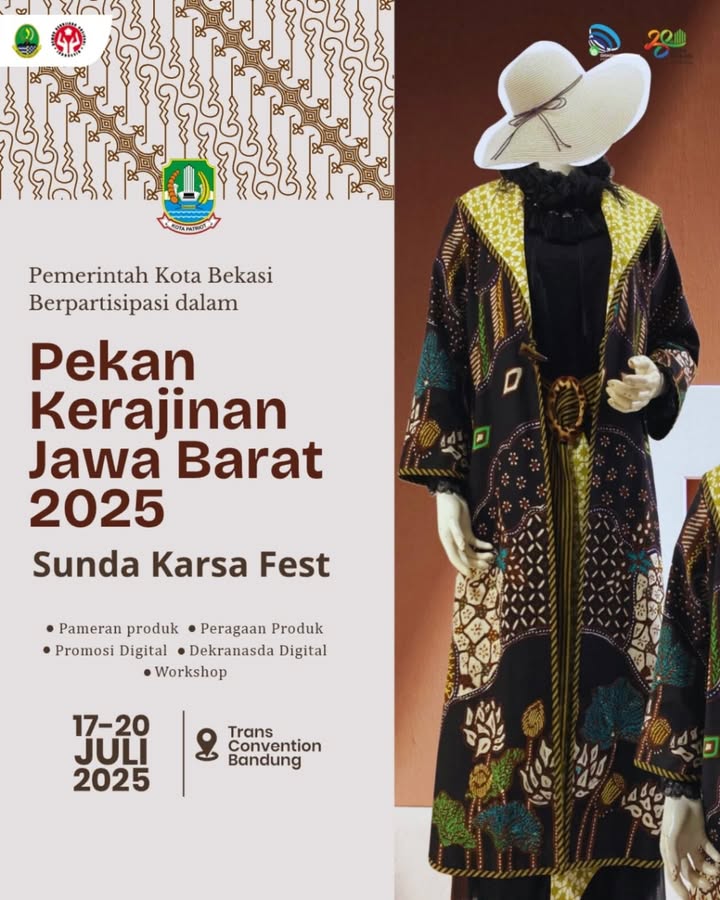 KOTA PATRIOT
Pemerintah Kota Bekasi
Berpartisipasi dalam
Pekan
Kerajinan
Jawa Barat
2025
Sunda Karsa Fest
• Pameran produk • Peragaan Produk
• Promosi Digital • Dekranasda Digital
• Workshop
17-20
JULI
2025
Trans
Convention
Bandung
28